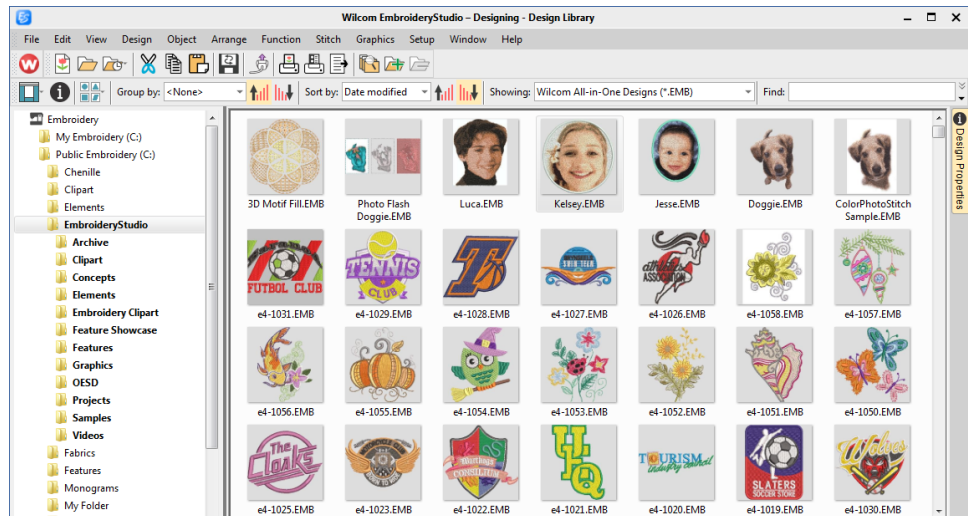 Wilcom EmbroideryStudio – Designing - Design Library
File Edit View Design Object Arrange Function Stitch Graphics Setup Window Help
Group by: <None> Sort by: Date modified Showing: Wilcom All-in-One Designs (*.EMB) Find:
Embroidery
My Embroidery (C:)
Public Embroidery (C:)
Chenille
Clipart
Elements
EmbroideryStudio
Archive
Clipart
Concepts
Elements
Embroidery Clipart
Feature Showcase
Features
Graphics
OESD
Projects
Samples
Videos
Fabrics
Features
Monograms
My Folder
3D Motif Fill.EMB Photo Flash Doggie.EMB Luca.EMB Kelsey.EMB Jesse.EMB Doggie.EMB ColorPhotoStitch Sample.EMB
FUTBOL CLUB
TENNIS
CLUB
athletics
ASSOCIATION
e4-1031.EMB e4-1029.EMB e4-1028.EMB e4-1027.EMB e4-1026.EMB e4-1058.EMB e4-1057.EMB
e4-1056.EMB e4-1055.EMB e4-1054.EMB e4-1053.EMB e4-1052.EMB e4-1051.EMB e4-1050.EMB
The
Cloaks
UHQ
TOURISM
industry council
SLATERS
SOCCER STORE
Wolves
e4-1025.EMB e4-1023.EMB e4-1022.EMB e4-1021.EMB e4-1020.EMB e4-1019.EMB e4-1030.EMB
Design Properties